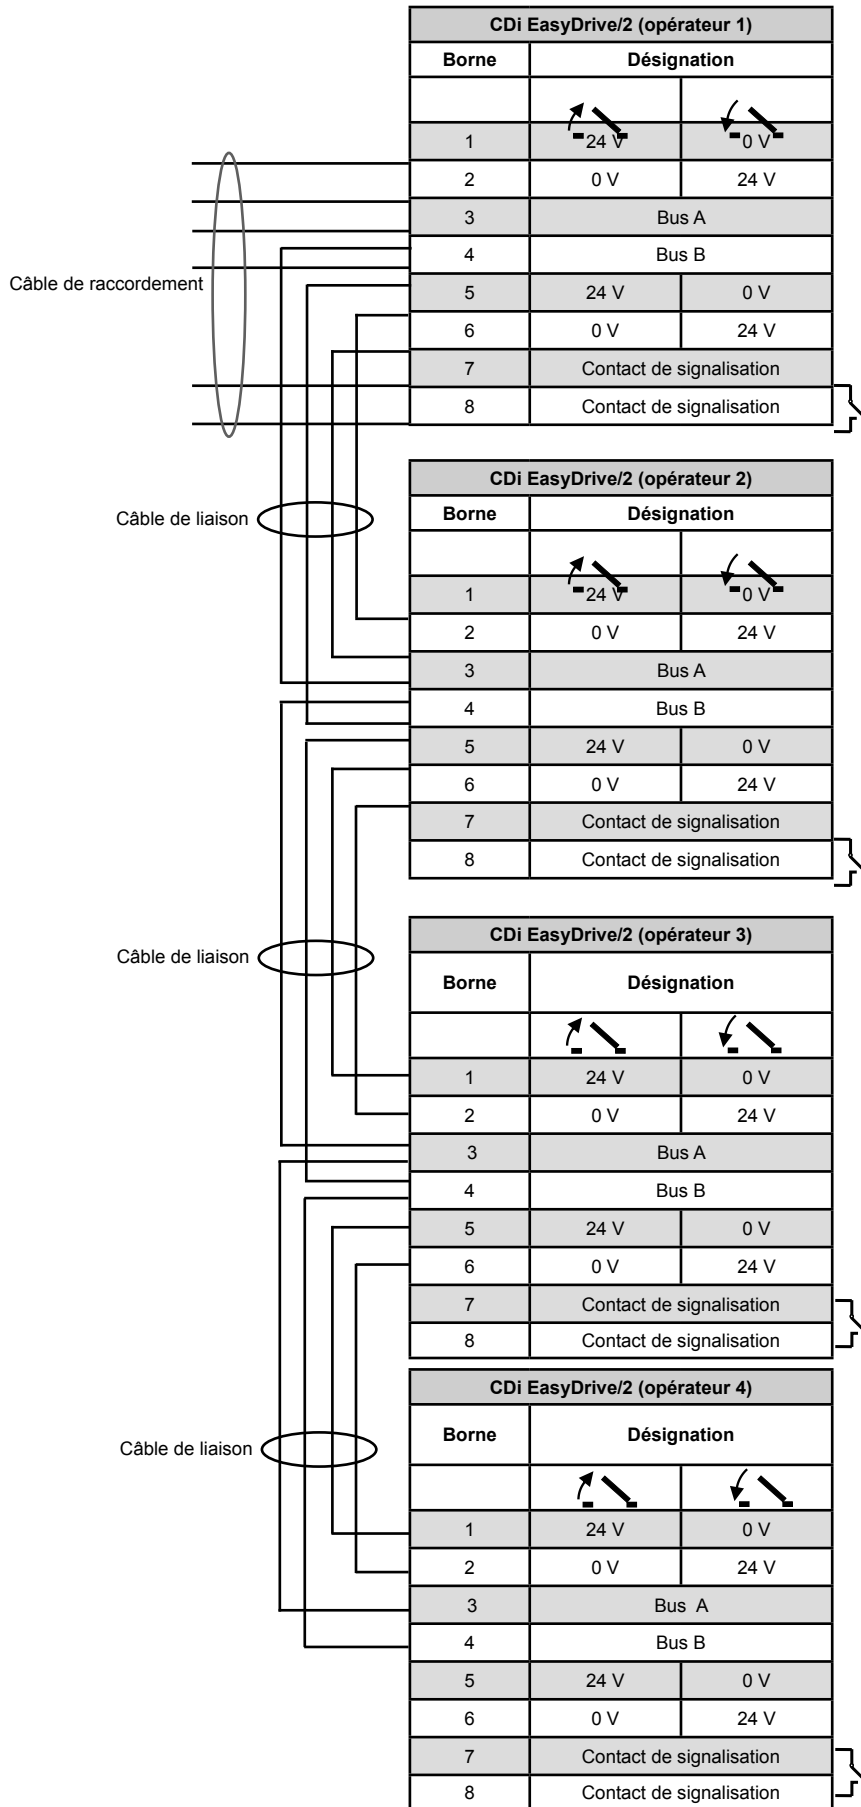 CDi EasyDrive/2 (opérateur 1)
Borne Désignation
1 24 V 0 V
2 0 V 24 V
3 Bus A
4 Bus B
Câble de raccordement
5 24 V 0 V
6 0 V 24 V
7 Contact de signalisation
8 Contact de signalisation
CDi EasyDrive/2 (opérateur 2)
Câble de liaison
Borne Désignation
1 24 V 0 V
2 0 V 24 V
3 Bus A
4 Bus B
5 24 V 0 V
6 0 V 24 V
7 Contact de signalisation
8 Contact de signalisation
CDi EasyDrive/2 (opérateur 3)
Câble de liaison
Borne Désignation
1 24 V 0 V
2 0 V 24 V
3 Bus A
4 Bus B
5 24 V 0 V
6 0 V 24 V
7 Contact de signalisation
8 Contact de signalisation
CDi EasyDrive/2 (opérateur 4)
Borne Désignation
Câble de liaison
1 24 V 0 V
2 0 V 24 V
3 Bus A
4 Bus B
5 24 V 0 V
6 0 V 24 V
7 Contact de signalisation
8 Contact de signalisation